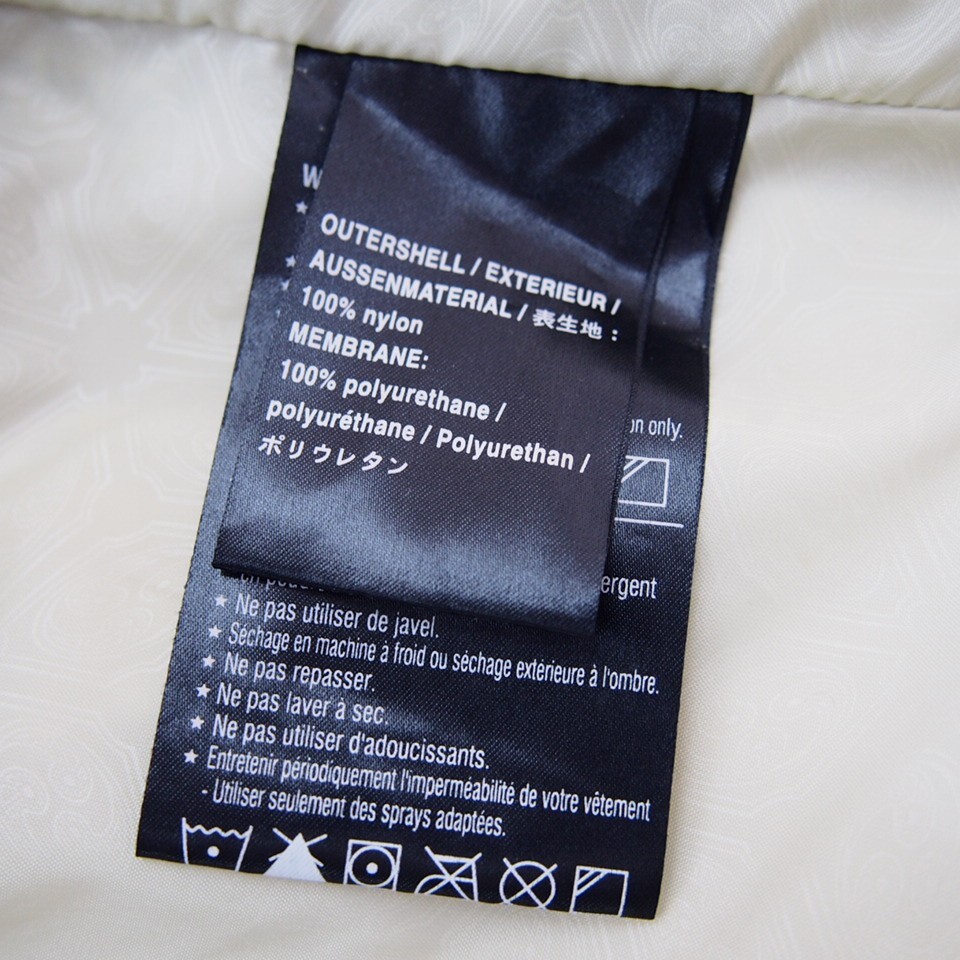 OUTERSHELL / EXTERIEUR /
AUSSENMATERIAL / 表生地 :
100% nylon
MEMBRANE:
100% polyurethane /
polyuréthane / Polyurethan /
ポリウレタン
only.
★ Ne pas utiliser de javel.
★ Séchage en machine à froid ou séchage extérieure à l'ombre.
★ Ne pas repasser.
★ Ne pas laver à sec.
★ Ne pas utiliser d'adoucissants.
★ Entretenir périodiquement l'imperméabilité de votre vêtement
- Utiliser seulement des sprays adaptées.